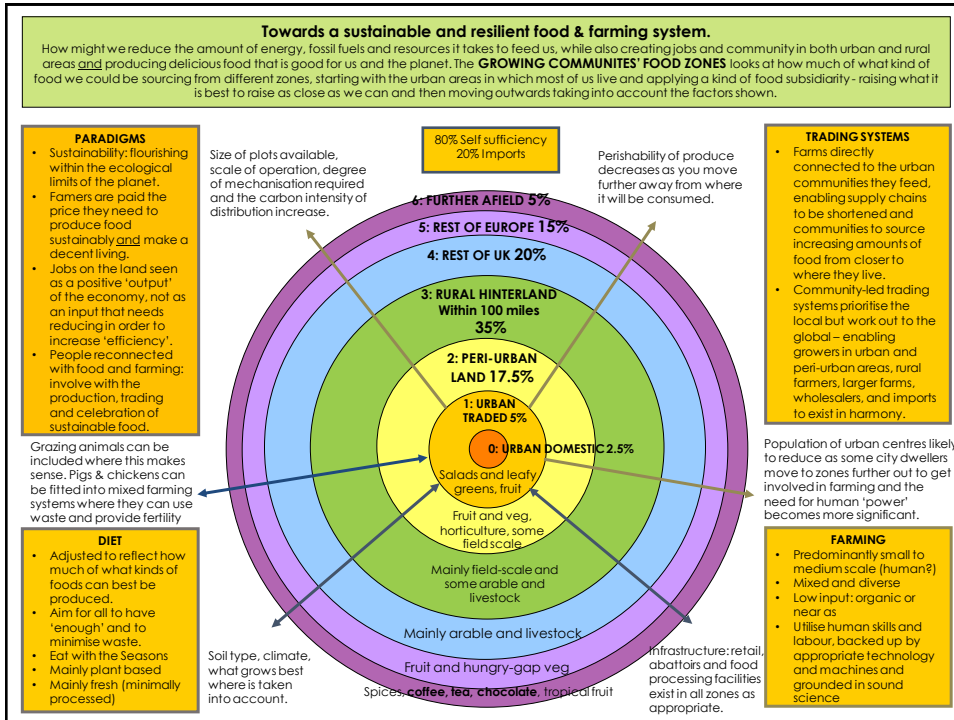 Towards a sustainable and resilient food & farming system.
How might we reduce the amount of energy, fossil fuels and resources it takes to feed us, while also creating jobs and community in both urban and rural
areas and producing delicious food that is good for us and the planet. The GROWING COMMUNITES' FOOD ZONES looks at how much of what kind of
food we could be sourcing from different zones, starting with the urban areas in which most of us live and applying a kind of food subsidiarity - raising what it
is best to raise as close as we can and then moving outwards taking into account the factors shown.
PARADIGMS
• Sustainability: flourishing
within the ecological
limits of the planet.
• Famers are paid the
price they need to
produce food
sustainably and make a
decent living.
• Jobs on the land seen
as a positive 'output'
of the economy, not as
an input that needs
reducing in order to
increase 'efficiency'.
• People reconnected
with food and farming:
involve with the
production, trading
and celebration of
sustainable food.
Size of plots available,
scale of operation, degree
of mechanisation required
and the carbon intensity of
distribution increase.
80% Self sufficiency
20% Imports
Perishability of produce
decreases as you move
further away from where
it will be consumed.
TRADING SYSTEMS
• Farms directly
connected to the urban
communities they feed,
enabling supply chains
to be shortened and
communities to source
increasing amounts of
food from closer to
where they live.
• Community-led trading
systems prioritise the
local but work out to the
global – enabling
growers in urban and
peri-urban areas, rural
farmers, larger farms,
wholesalers, and imports
to exist in harmony.
6: FURTHER AFIELD 5%
5: REST OF EUROPE 15%
4: REST OF UK 20%
3: RURAL HINTERLAND
Within 100 miles
35%
2: PERI-URBAN
LAND 17.5%
1: URBAN
TRADED 5%
0: URBAN DOMESTIC 2.5%
Salads and leafy
greens, fruit
Fruit and veg,
horticulture, some
field scale
Mainly field-scale and
some arable and
livestock
Mainly arable and livestock
Fruit and hungry-gap veg
Spices, coffee, tea, chocolate, tropical fruit
Grazing animals can be
included where this makes
sense. Pigs & chickens can
be fitted into mixed farming
systems where they can use
waste and provide fertility
Population of urban centres likely
to reduce as some city dwellers
move to zones further out to get
involved in farming and the
need for human 'power'
becomes more significant.
DIET
• Adjusted to reflect how
much of what kinds of
foods can best be
produced.
• Aim for all to have
'enough' and to
minimise waste.
• Eat with the Seasons
• Mainly plant based
• Mainly fresh (minimally
processed)
Soil type, climate,
what grows best
where is taken
into account.
Infrastructure: retail,
abattoirs and food
processing facilities
exist in all zones as
appropriate.
FARMING
• Predominantly small to
medium scale (human?)
• Mixed and diverse
• Low input: organic or
near as
• Utilise human skills and
labour, backed up by
appropriate technology
and machines and
grounded in sound
science